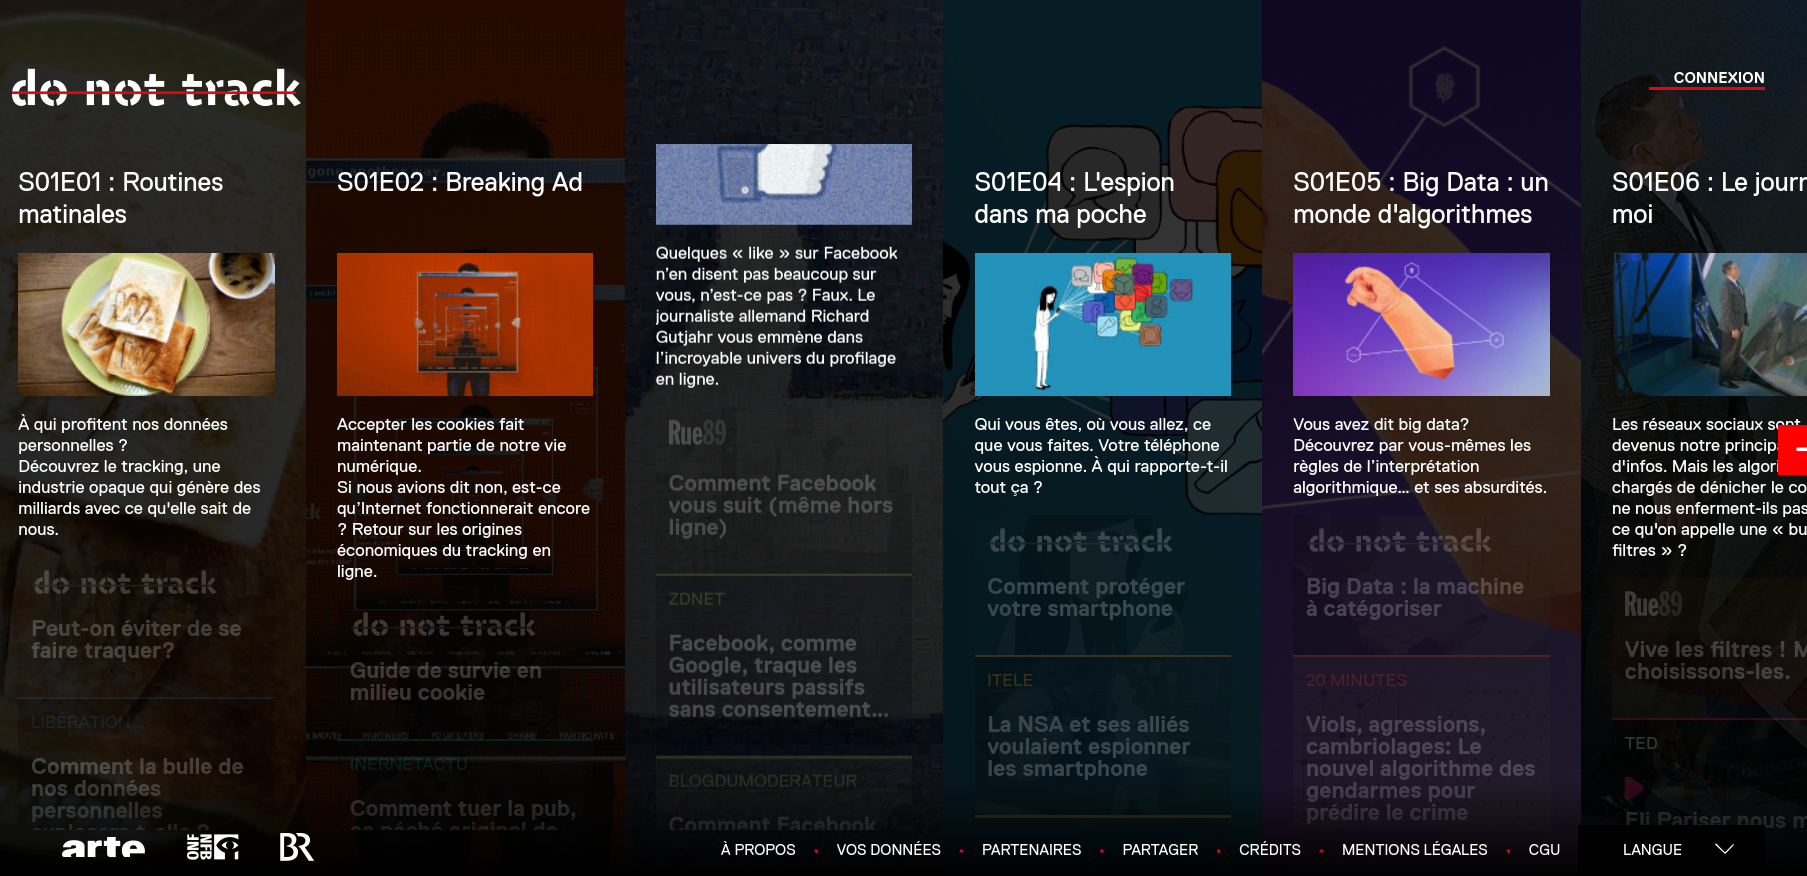 do not track
CONNEXION
S01E01 : Routines
matinales
À qui profitent nos données
personnelles ?
Découvrez le tracking, une
industrie opaque qui génère des
milliards avec ce qu'elle sait de
nous.
do not track
Peut-on éviter de se
faire traquer?
LIBÉRATION
Comment la bulle de
nos données
personnelles
S01E02 : Breaking Ad
Accepter les cookies fait
maintenant partie de notre vie
numérique.
Si nous avions dit non, est-ce
qu'Internet fonctionnerait encore
? Retour sur les origines
économiques du tracking en
ligne.
do not track
Guide de survie en
milieu cookie
INERNETACTU
Comment tuer la pub,
ce péché originel de
Quelques « like » sur Facebook
n'en disent pas beaucoup sur
vous, n'est-ce pas ? Faux. Le
journaliste allemand Richard
Gutjahr vous emmène dans
l'incroyable univers du profilage
en ligne.
Rue89
Comment Facebook
vous suit (même hors
ligne)
ZDNET
Facebook, comme
Google, traque les
utilisateurs passifs
sans consentement...
BLOGDUMODERATEUR
Comment Facebook
S01E04 : L'espion
dans ma poche
Qui vous êtes, où vous allez, ce
que vous faites. Votre téléphone
vous espionne. À qui rapporte-t-il
tout ça ?
do not track
Comment protéger
votre smartphone
ITELE
La NSA et ses alliés
voulaient espionner
les smartphone
S01E05 : Big Data : un
monde d'algorithmes
Vous avez dit big data?
Découvrez par vous-mêmes les
règles de l'interprétation
algorithmique... et ses absurdités.
do not track
Big Data : la machine
à catégoriser
20 MINUTES
Viols, agressions,
cambriolages: Le
nouvel algorithme des
gendarmes pour
prédire le crime
S01E06 : Le journ
moi
Les réseaux sociaux sont
devenus notre principa
d'infos. Mais les algori
chargés de dénicher le co
ne nous enferment-ils pas
ce qu'on appelle une « bu
filtres » ?
Rue89
Vive les filtres ! M
choisissons-les.
TED
Eli Pariser nous m
arte
ONF
NFB
BR
À PROPOS
VOS DONNÉES
PARTENAIRES
PARTAGER
CRÉDITS
MENTIONS LÉGALES
CGU
LANGUE